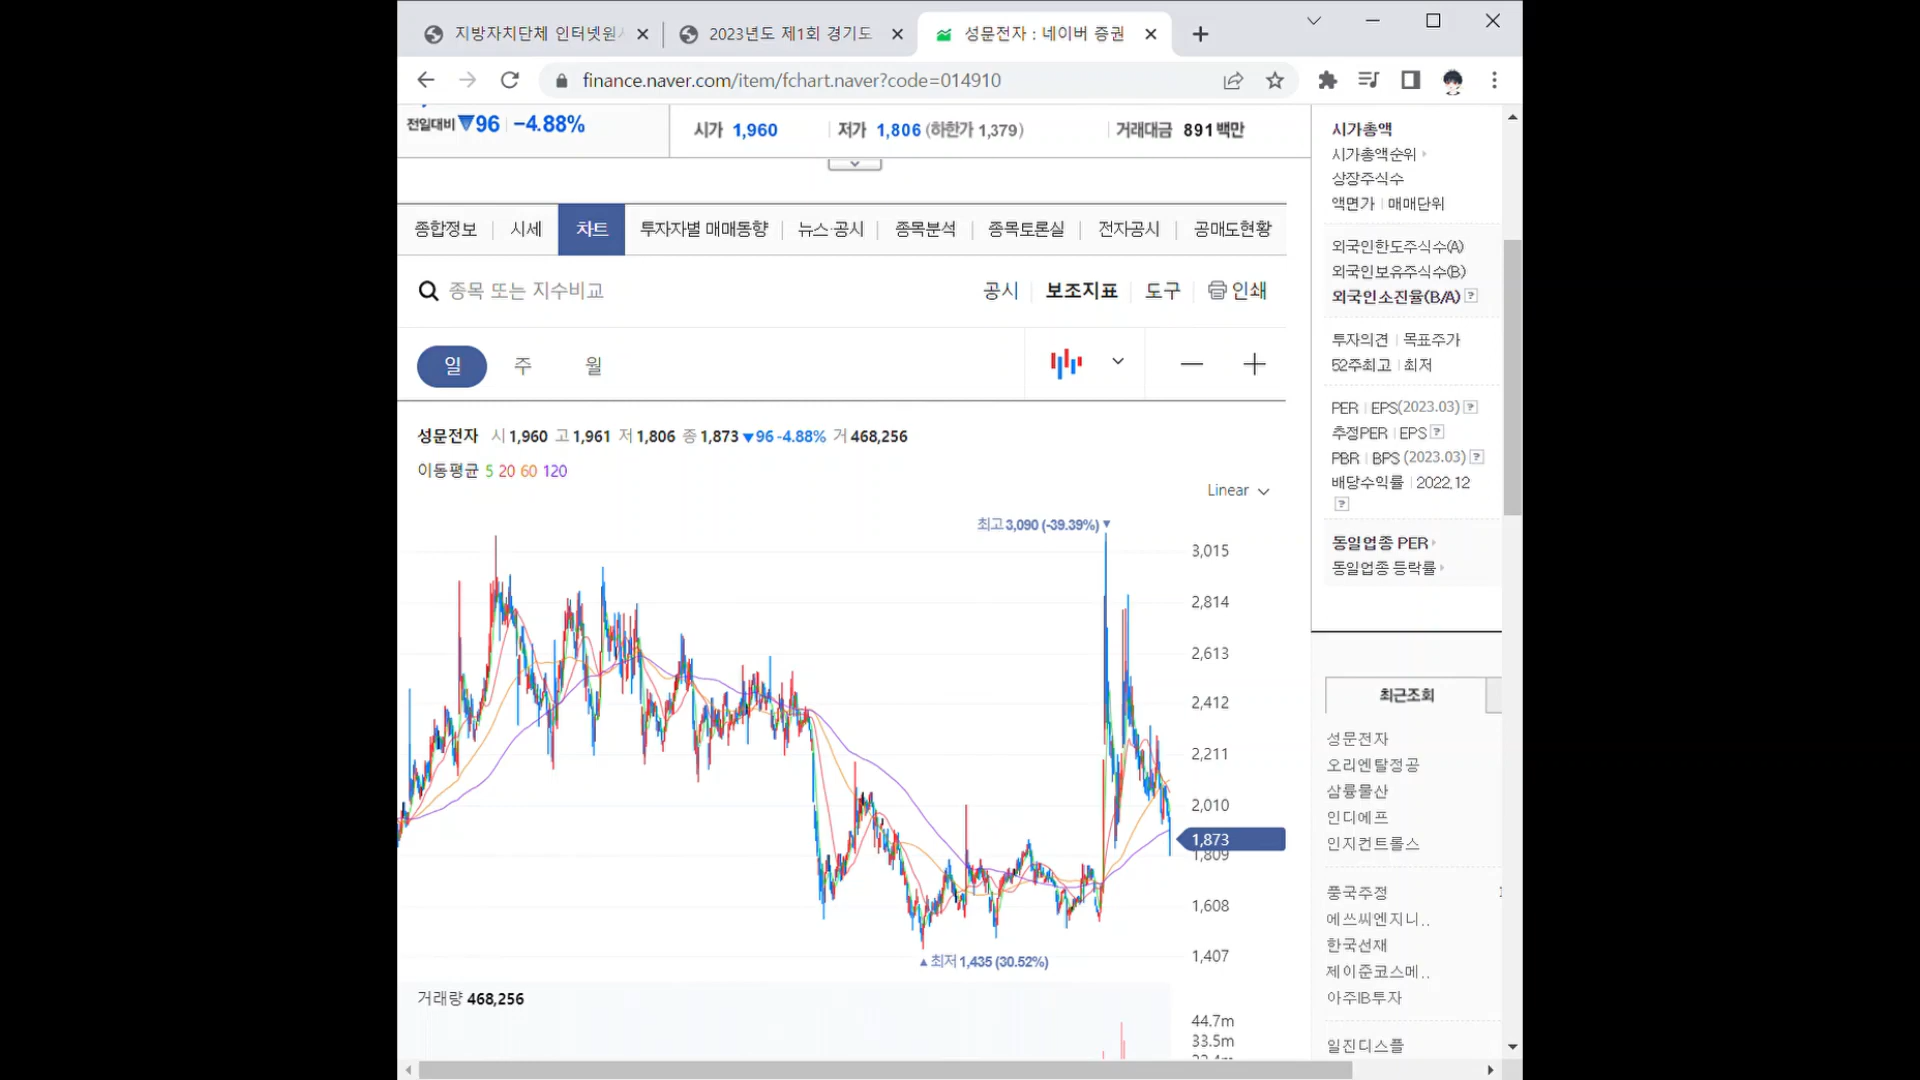 지방자치단체 인터넷원
2023년도 제1회 경기도
성문전자 : 네이버 증권
finance.naver.com/item/fchart.naver?code=014910
전일대비 ▼96 -4.88%
시가 1,960
저가 1,806 (하한가 1,379)
거래대금 891 백만
종합정보
시세
차트
투자자별 매매동향
뉴스·공시
종목분석
종목토론실
전자공시
공매도현황
종목 또는 지수비교
공시
보조지표
도구
인쇄
일
주
월
성문전자 시 1,960 고 1,961 저 1,806 종 1,873 ▼96 -4.88% 거 468,256
이동평균 5 20 60 120
Linear
최고 3,090 (-39.39%) ▼
3,015
2,814
2,613
2,412
2,211
2,010
1,873
1,809
1,608
1,407
▲ 최저 1,435 (30.52%)
거래량 468,256
44.7m
33.5m
시가총액
시가총액순위
상장주식수
액면가 | 매매단위
외국인한도주식수(A)
외국인보유주식수(B)
외국인소진율(B/A) ?
투자의견 | 목표주가
52주최고 | 최저
PER | EPS(2023.03) ?
추정PER | EPS ?
PBR | BPS (2023.03) ?
배당수익률 | 2022.12
?
동일업종 PER
동일업종 등락률
최근조회
성문전자
오리엔탈정공
삼륭물산
인디에프
인지컨트롤스
풍국주정
에쓰씨엔지니..
한국선재
제이준코스메..
아주IB투자
일진디스플